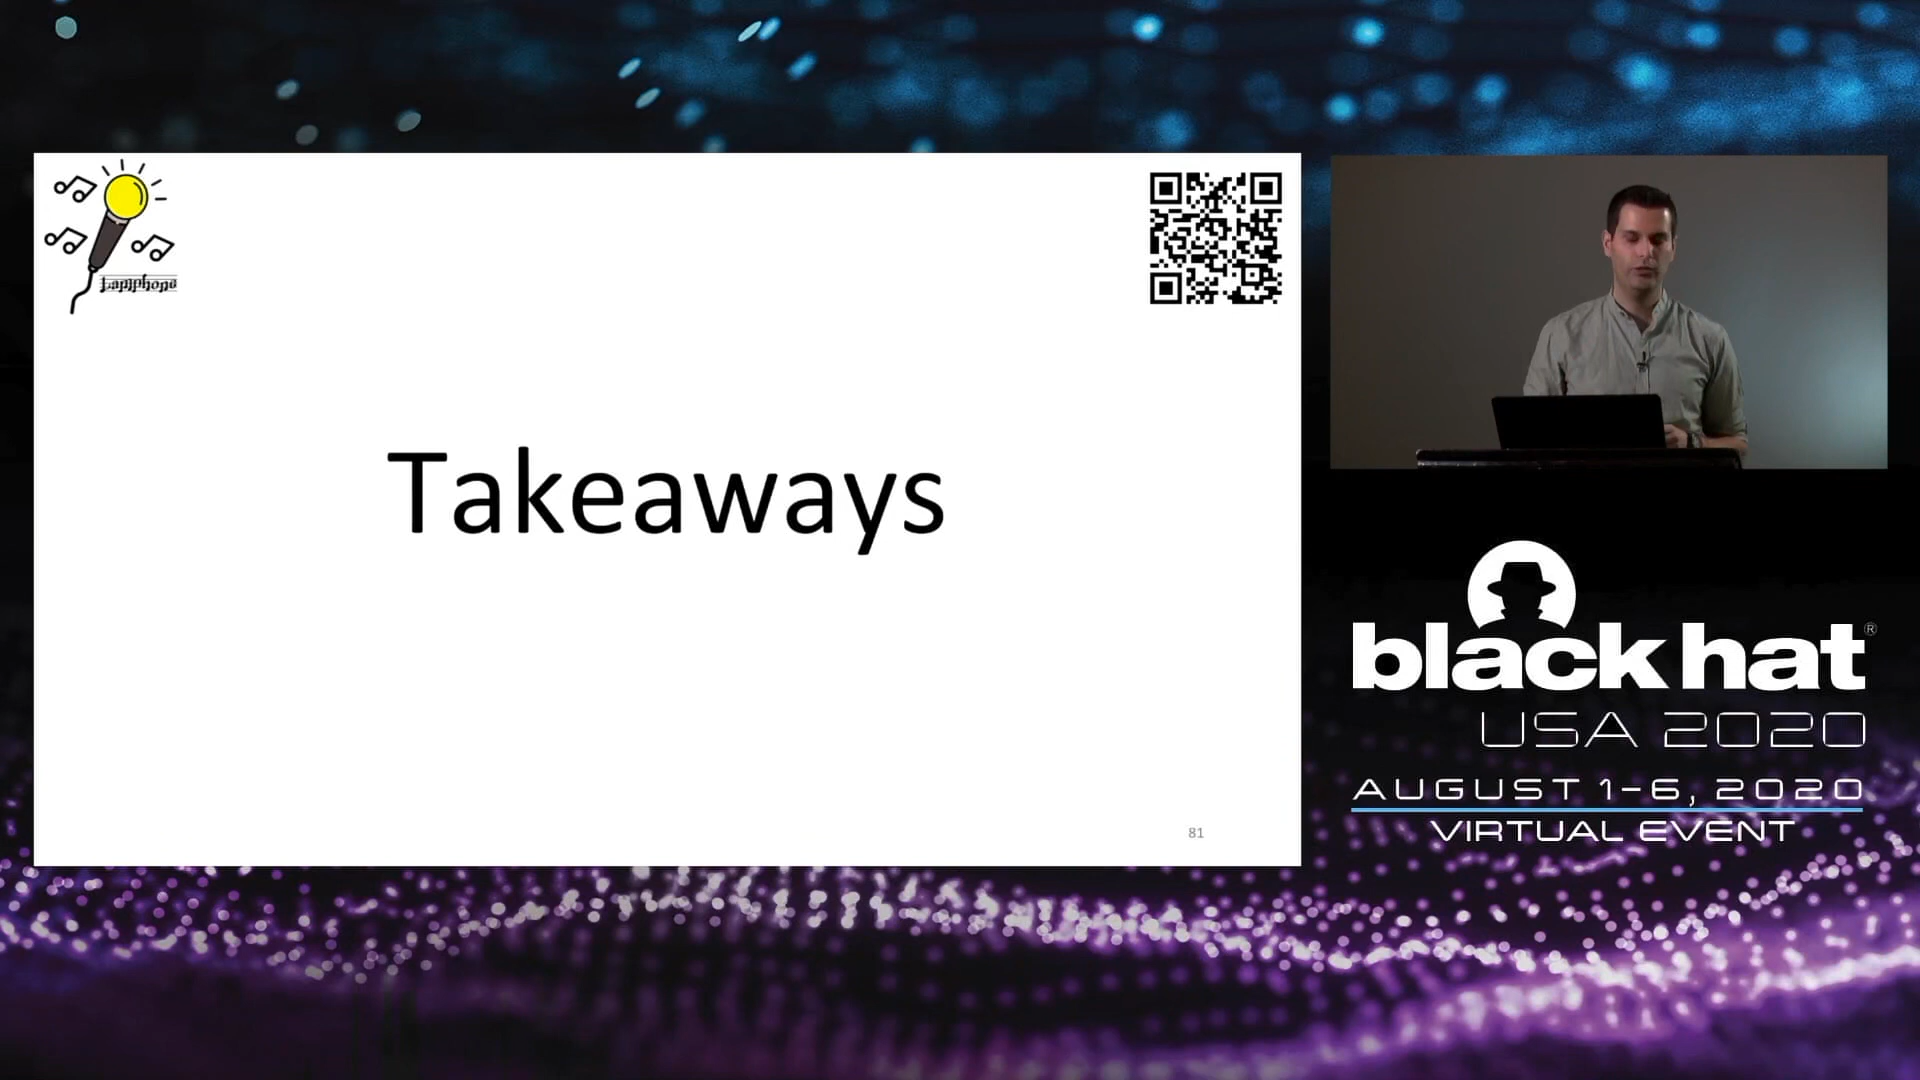 Lamphone
Takeaways
81
black hat®
USA 2020
AUGUST 1-6, 2020
VIRTUAL EVENT